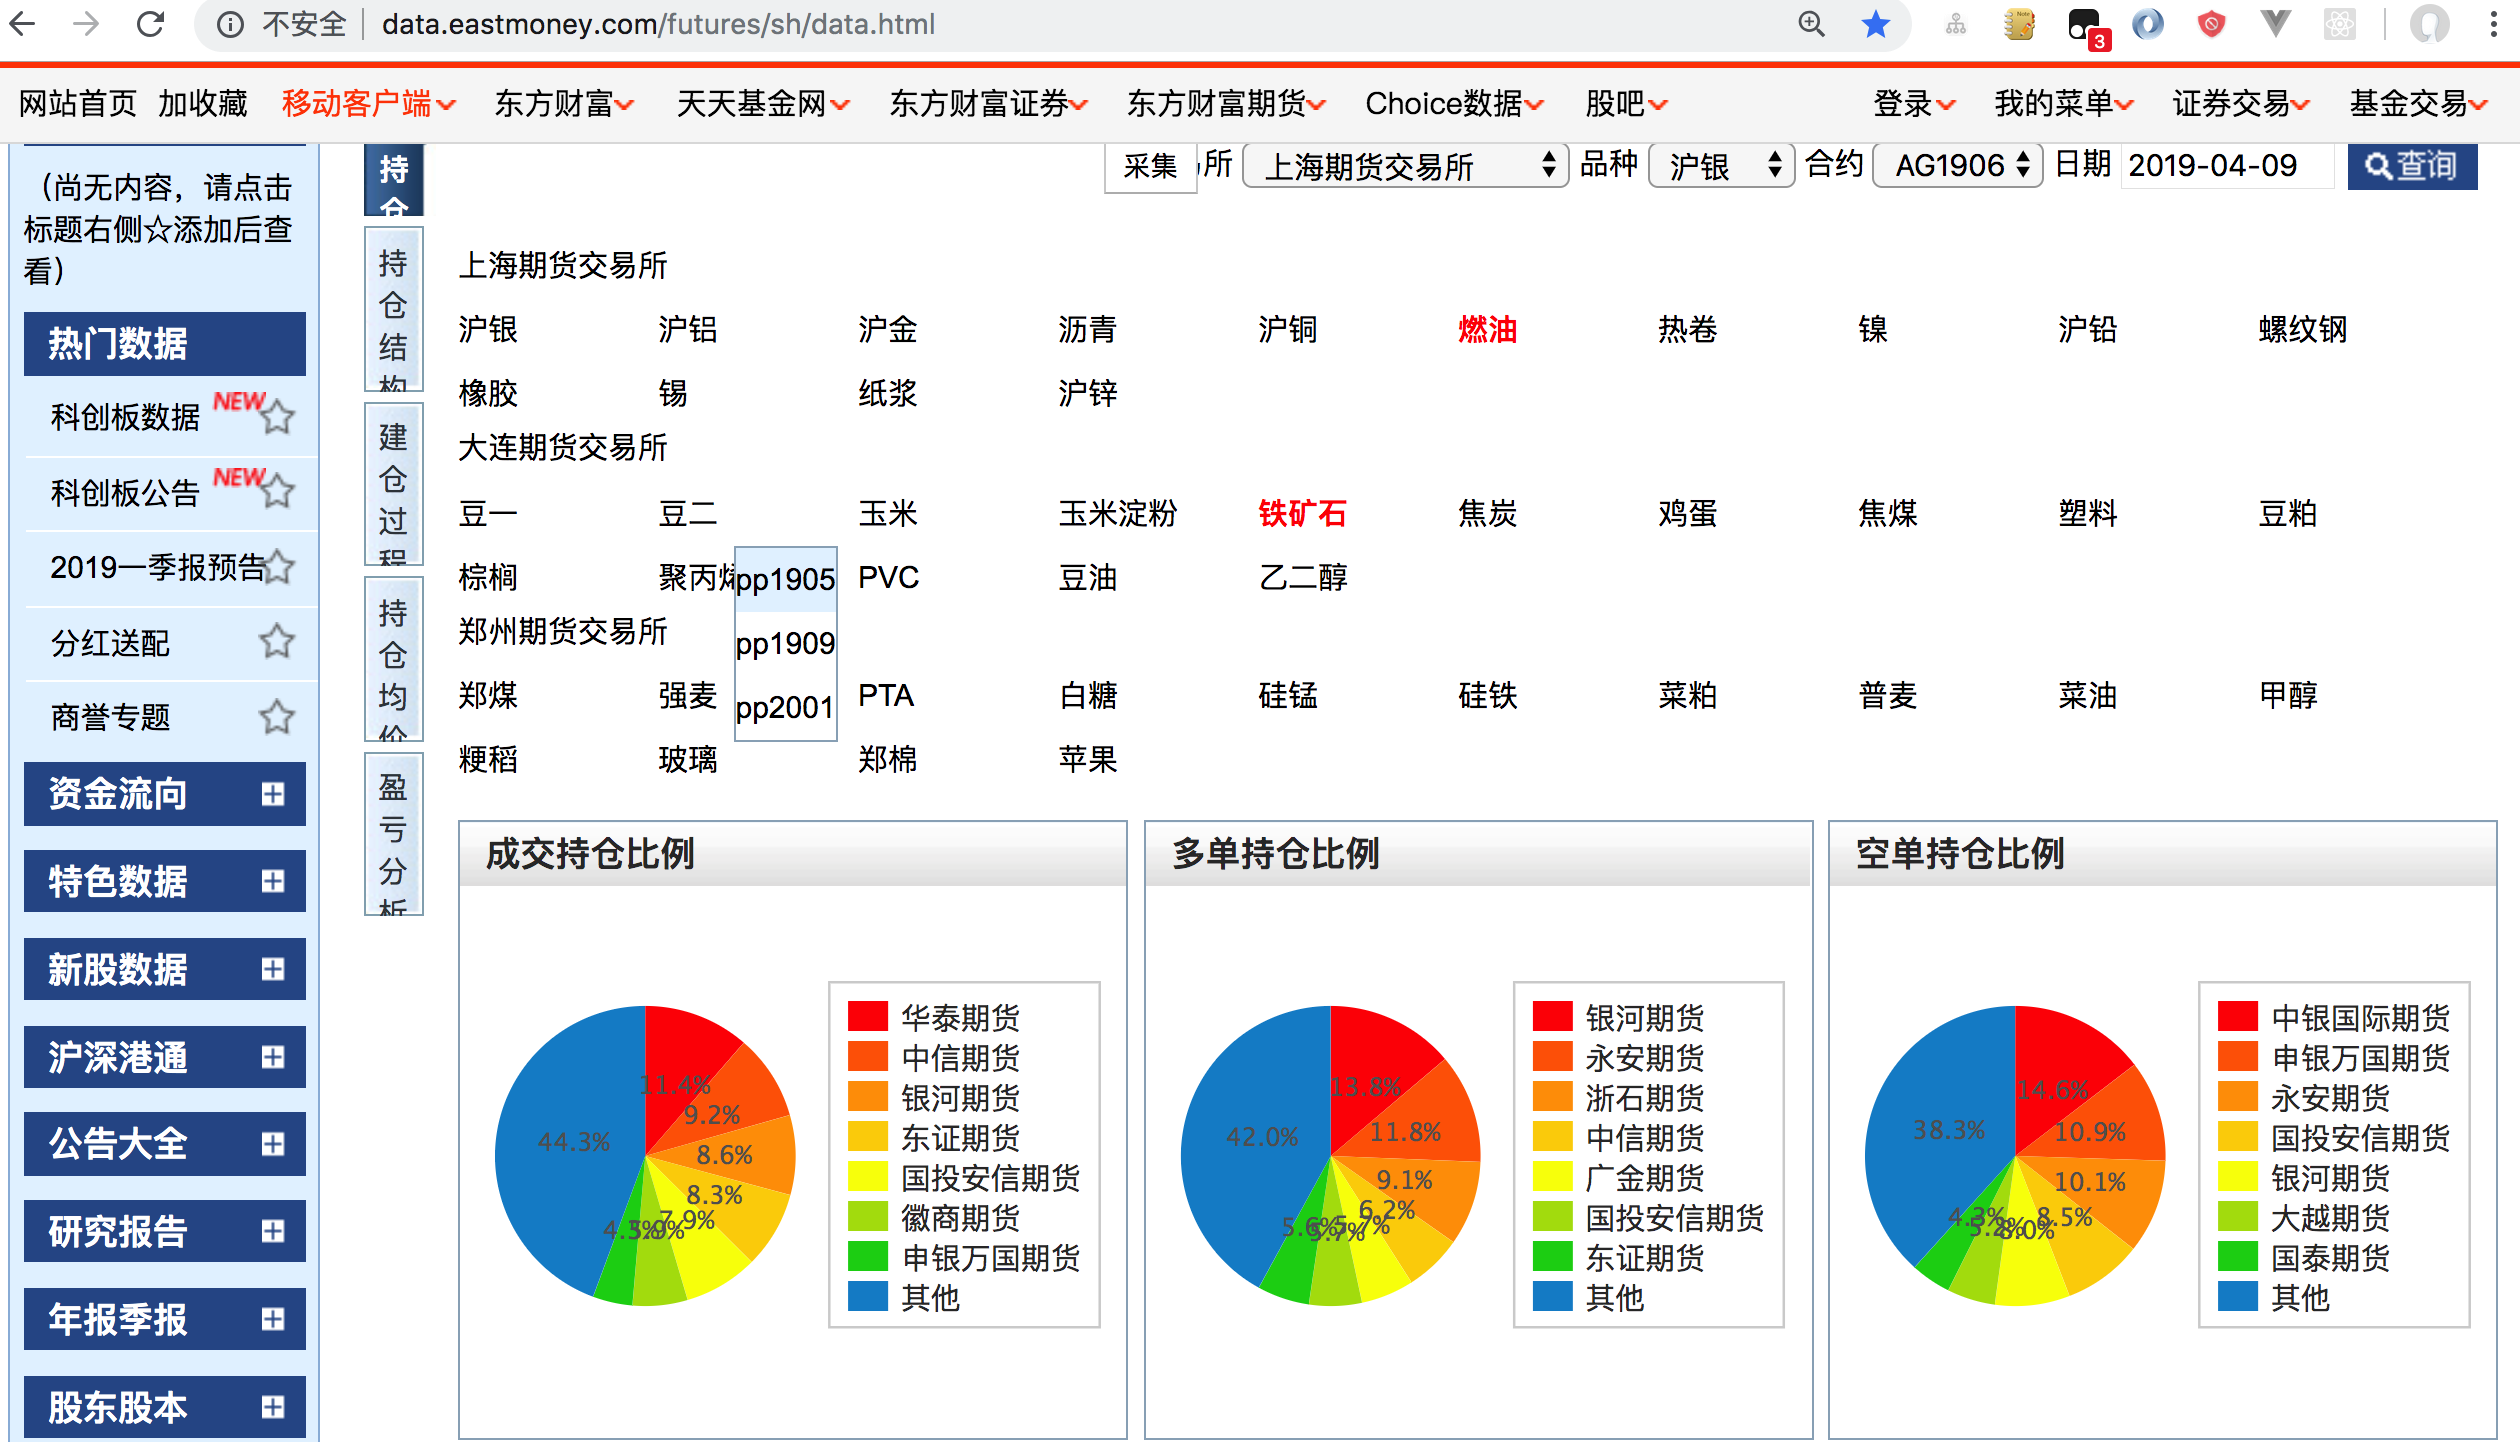 不安全 data.eastmoney.com/futures/sh/data.html
3
网站首页 加收藏 移动客户端 东方财富 天天基金网 东方财富证券 东方财富期货 Choice数据 股吧 登录 我的菜单 证券交易 基金交易
（尚无内容，请点击
标题右侧☆添加后查
看）
热门数据
科创板数据 NEW
科创板公告 NEW
2019一季报预告
分红送配
商誉专题
资金流向
特色数据
新股数据
沪深港通
公告大全
研究报告
年报季报
股东股本
持仓
持仓结构
建仓过程
持仓均价
盈亏分析
采集 所 上海期货交易所 品种 沪银 合约 AG1906 日期 2019-04-09 查询
上海期货交易所
沪银 沪铝 沪金 沥青 沪铜 燃油 热卷 镍 沪铅 螺纹钢
橡胶 锡 纸浆 沪锌
大连期货交易所
豆一 豆二 玉米 玉米淀粉 铁矿石 焦炭 鸡蛋 焦煤 塑料 豆粕
棕榈 聚丙烯 PVC 豆油 乙二醇
pp1905
pp1909
pp2001
郑州期货交易所
郑煤 强麦 PTA 白糖 硅锰 硅铁 菜粕 普麦 菜油 甲醇
粳稻 玻璃 郑棉 苹果
成交持仓比例
11.4%
9.2%
8.6%
8.3%
7.9%
5.9%
4.3%
44.3%
华泰期货
中信期货
银河期货
东证期货
国投安信期货
徽商期货
申银万国期货
其他
多单持仓比例
13.8%
11.8%
9.1%
6.2%
5.7%
5.7%
5.6%
42.0%
银河期货
永安期货
浙石期货
中信期货
广金期货
国投安信期货
东证期货
其他
空单持仓比例
14.6%
10.9%
10.1%
8.5%
8.0%
5.2%
4.3%
38.3%
中银国际期货
申银万国期货
永安期货
国投安信期货
银河期货
大越期货
国泰期货
其他